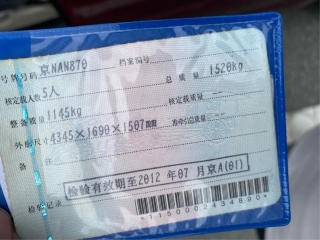 号牌号码 京NAN870 档案编号
核定载人数 5人 总质量 1520kg
整备质量 1145kg 核定载质量 --
外廓尺寸 4345×1690×1507mm 准牵引总质量 --
备
注
检验有效期至2012 年07 月京A(01)
检验记录
*1150002434890*